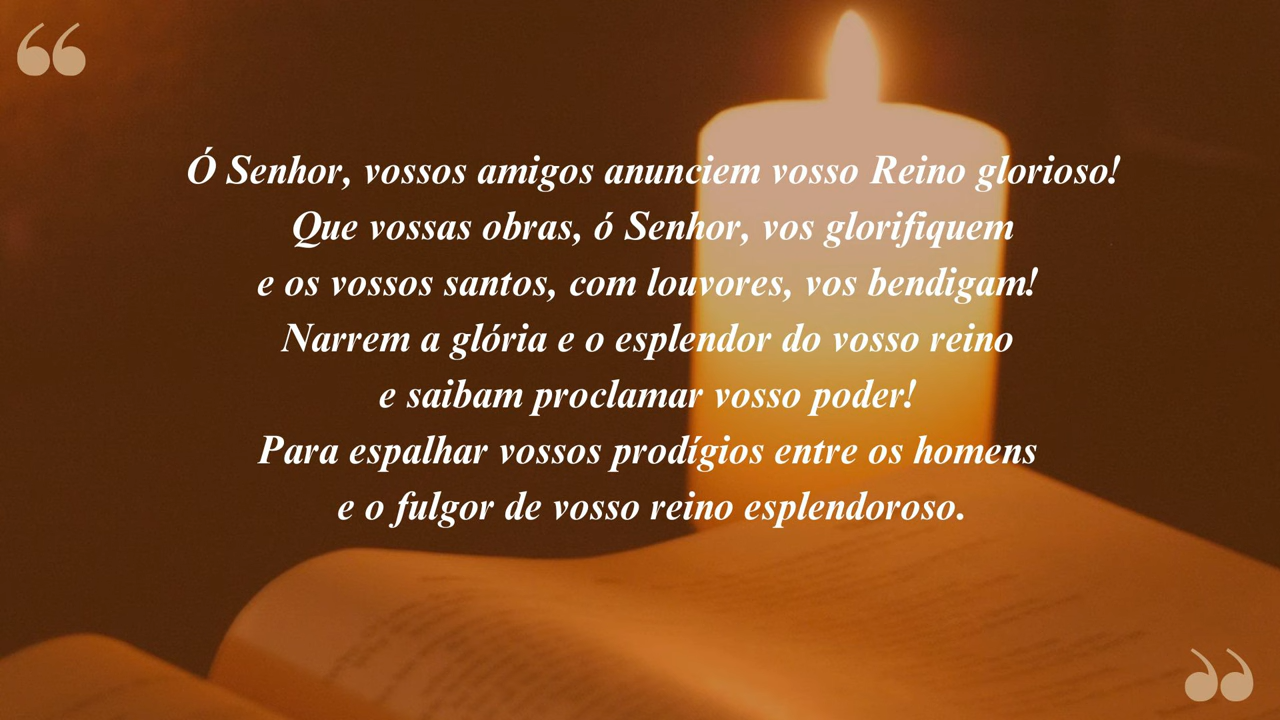 Ó Senhor, vossos amigos anunciem vosso Reino glorioso!
Que vossas obras, ó Senhor, vos glorifiquem
e os vossos santos, com louvores, vos bendigam!
Narrem a glória e o esplendor do vosso reino
e saibam proclamar vosso poder!
Para espalhar vossos prodígios entre os homens
e o fulgor de vosso reino esplendoroso.